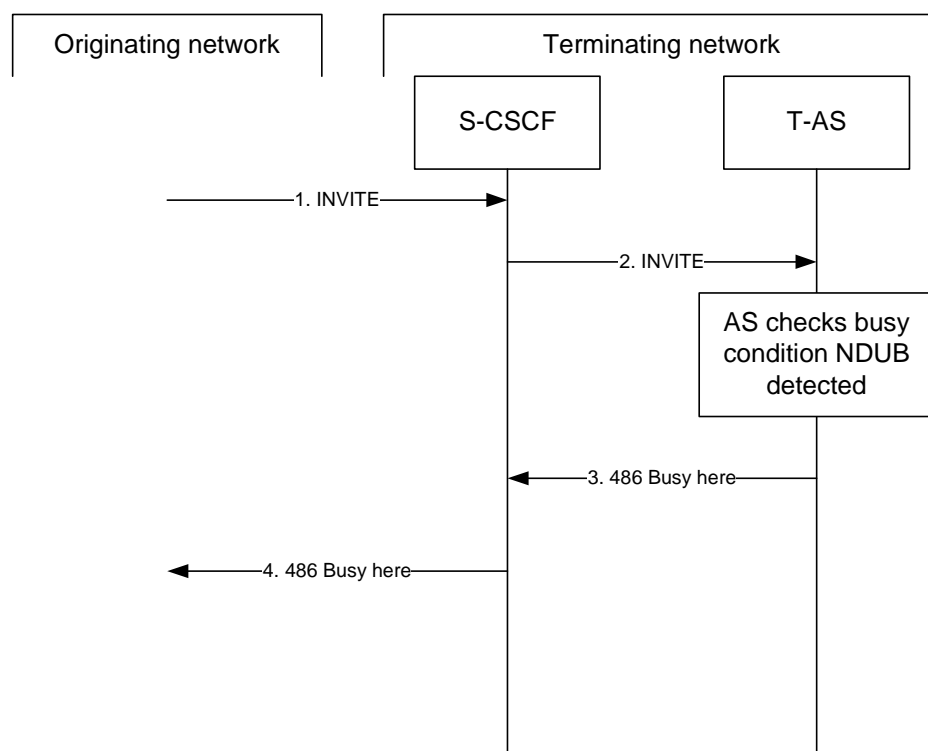 Originating network
Terminating network
S-CSCF
T-AS
1. INVITE
2. INVITE
AS checks busy
condition NDUB
detected
3. 486 Busy here
4. 486 Busy here